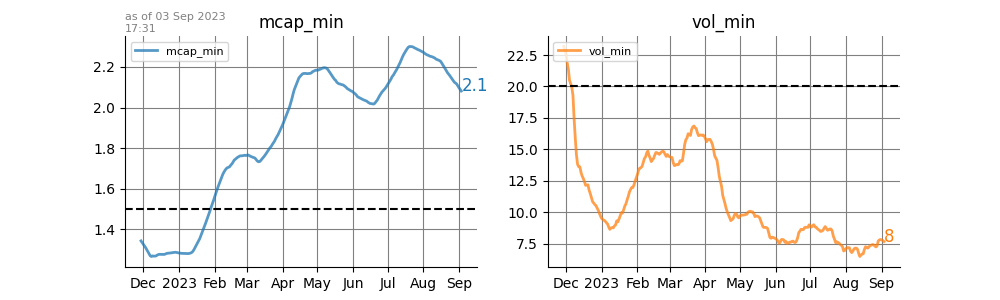 as of 03 Sep 2023
17:31
mcap_min
mcap_min
2.2
2.0
1.8
1.6
1.4
2.1
Dec 2023 Feb Mar Apr May Jun Jul Aug Sep
vol_min
vol_min
22.5
20.0
17.5
15.0
12.5
10.0
7.5
8
Dec 2023 Feb Mar Apr May Jun Jul Aug Sep